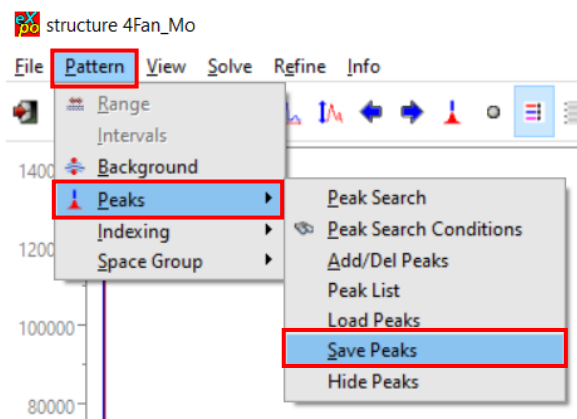 expo structure 4Fan_Mo
File Pattern View Solve Refine Info
Range
Intervals
Background
Peaks
Indexing
Space Group
Peak Search
Peak Search Conditions
Add/Del Peaks
Peak List
Load Peaks
Save Peaks
Hide Peaks
1400
1200
100000
80000